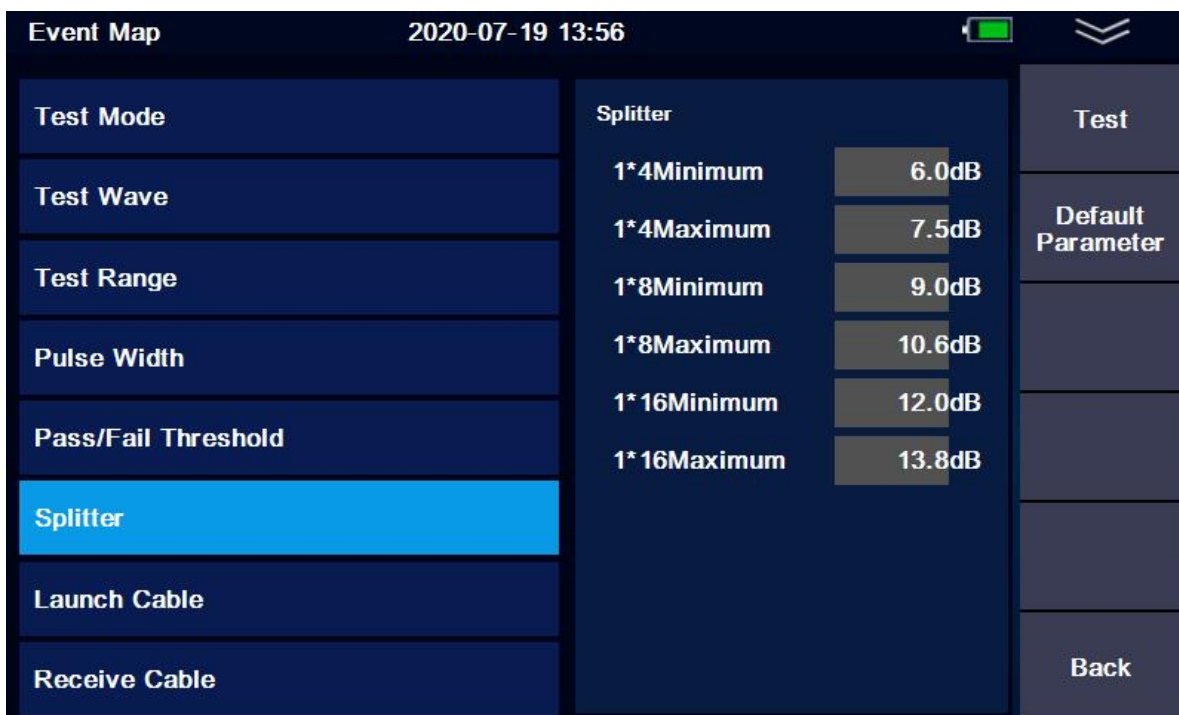 Event Map
2020-07-19 13:56
Test Mode
Test Wave
Test Range
Pulse Width
Pass/Fail Threshold
Splitter
Launch Cable
Receive Cable
Splitter
1*4Minimum 6.0dB
1*4Maximum 7.5dB
1*8Minimum 9.0dB
1*8Maximum 10.6dB
1*16Minimum 12.0dB
1*16Maximum 13.8dB
Test
Default
Parameter
Back